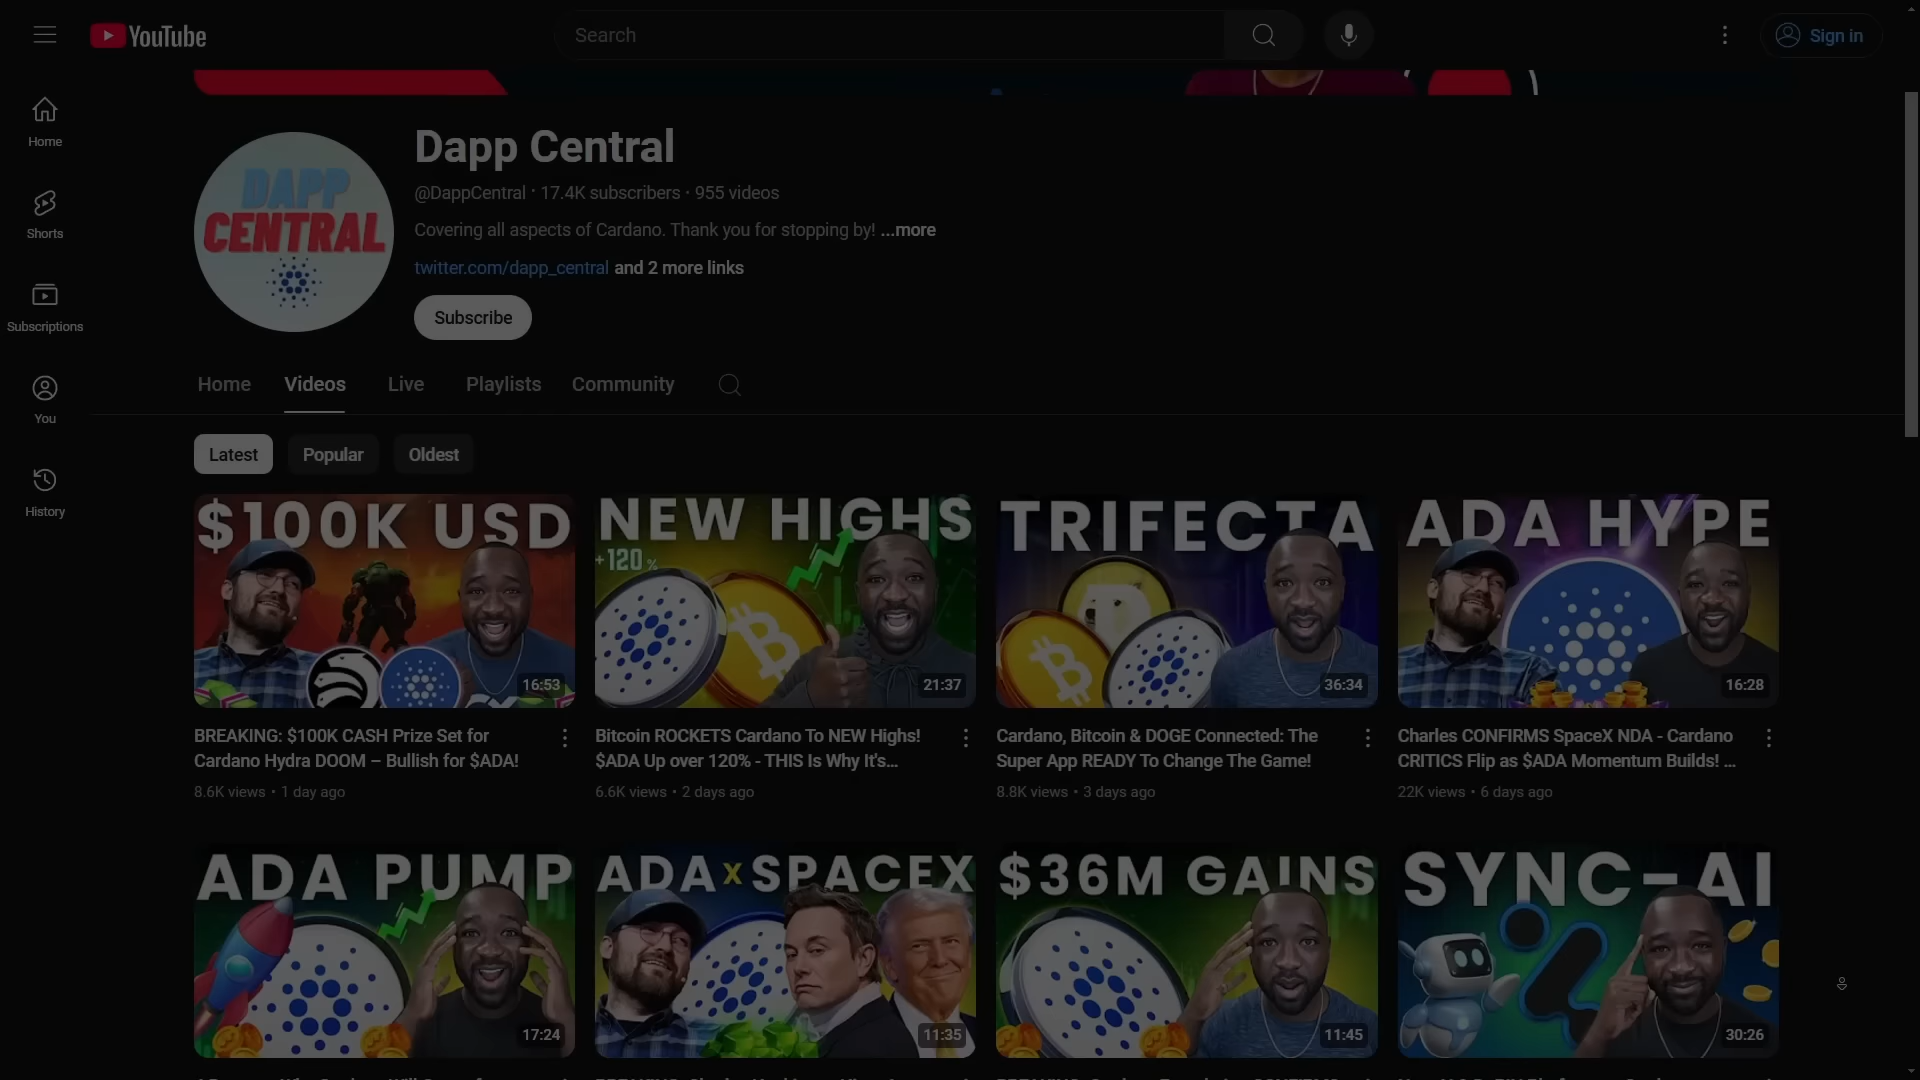 YouTube
Search
Sign in
Home
Shorts
Subscriptions
You
History
DAPP
CENTRAL
Dapp Central
@DappCentral · 17.4K subscribers · 955 videos
Covering all aspects of Cardano. Thank you for stopping by! ...more
twitter.com/dapp_central and 2 more links
Subscribe
Home Videos Live Playlists Community
Latest Popular Oldest
$100K USD
16:53
BREAKING: $100K CASH Prize Set for
Cardano Hydra DOOM – Bullish for $ADA!
8.6K views • 1 day ago
NEW HIGHS
+120 %
21:37
Bitcoin ROCKETS Cardano To NEW Highs!
$ADA Up over 120% - THIS Is Why It's...
6.6K views • 2 days ago
TRIFECTA
36:34
Cardano, Bitcoin & DOGE Connected: The
Super App READY To Change The Game!
8.8K views • 3 days ago
ADA HYPE
16:28
Charles CONFIRMS SpaceX NDA - Cardano
CRITICS Flip as $ADA Momentum Builds! ...
22K views • 6 days ago
ADA PUMP
17:24
ADA X SPACEX
11:35
$36M GAINS
11:45
SYNC-AI
30:26